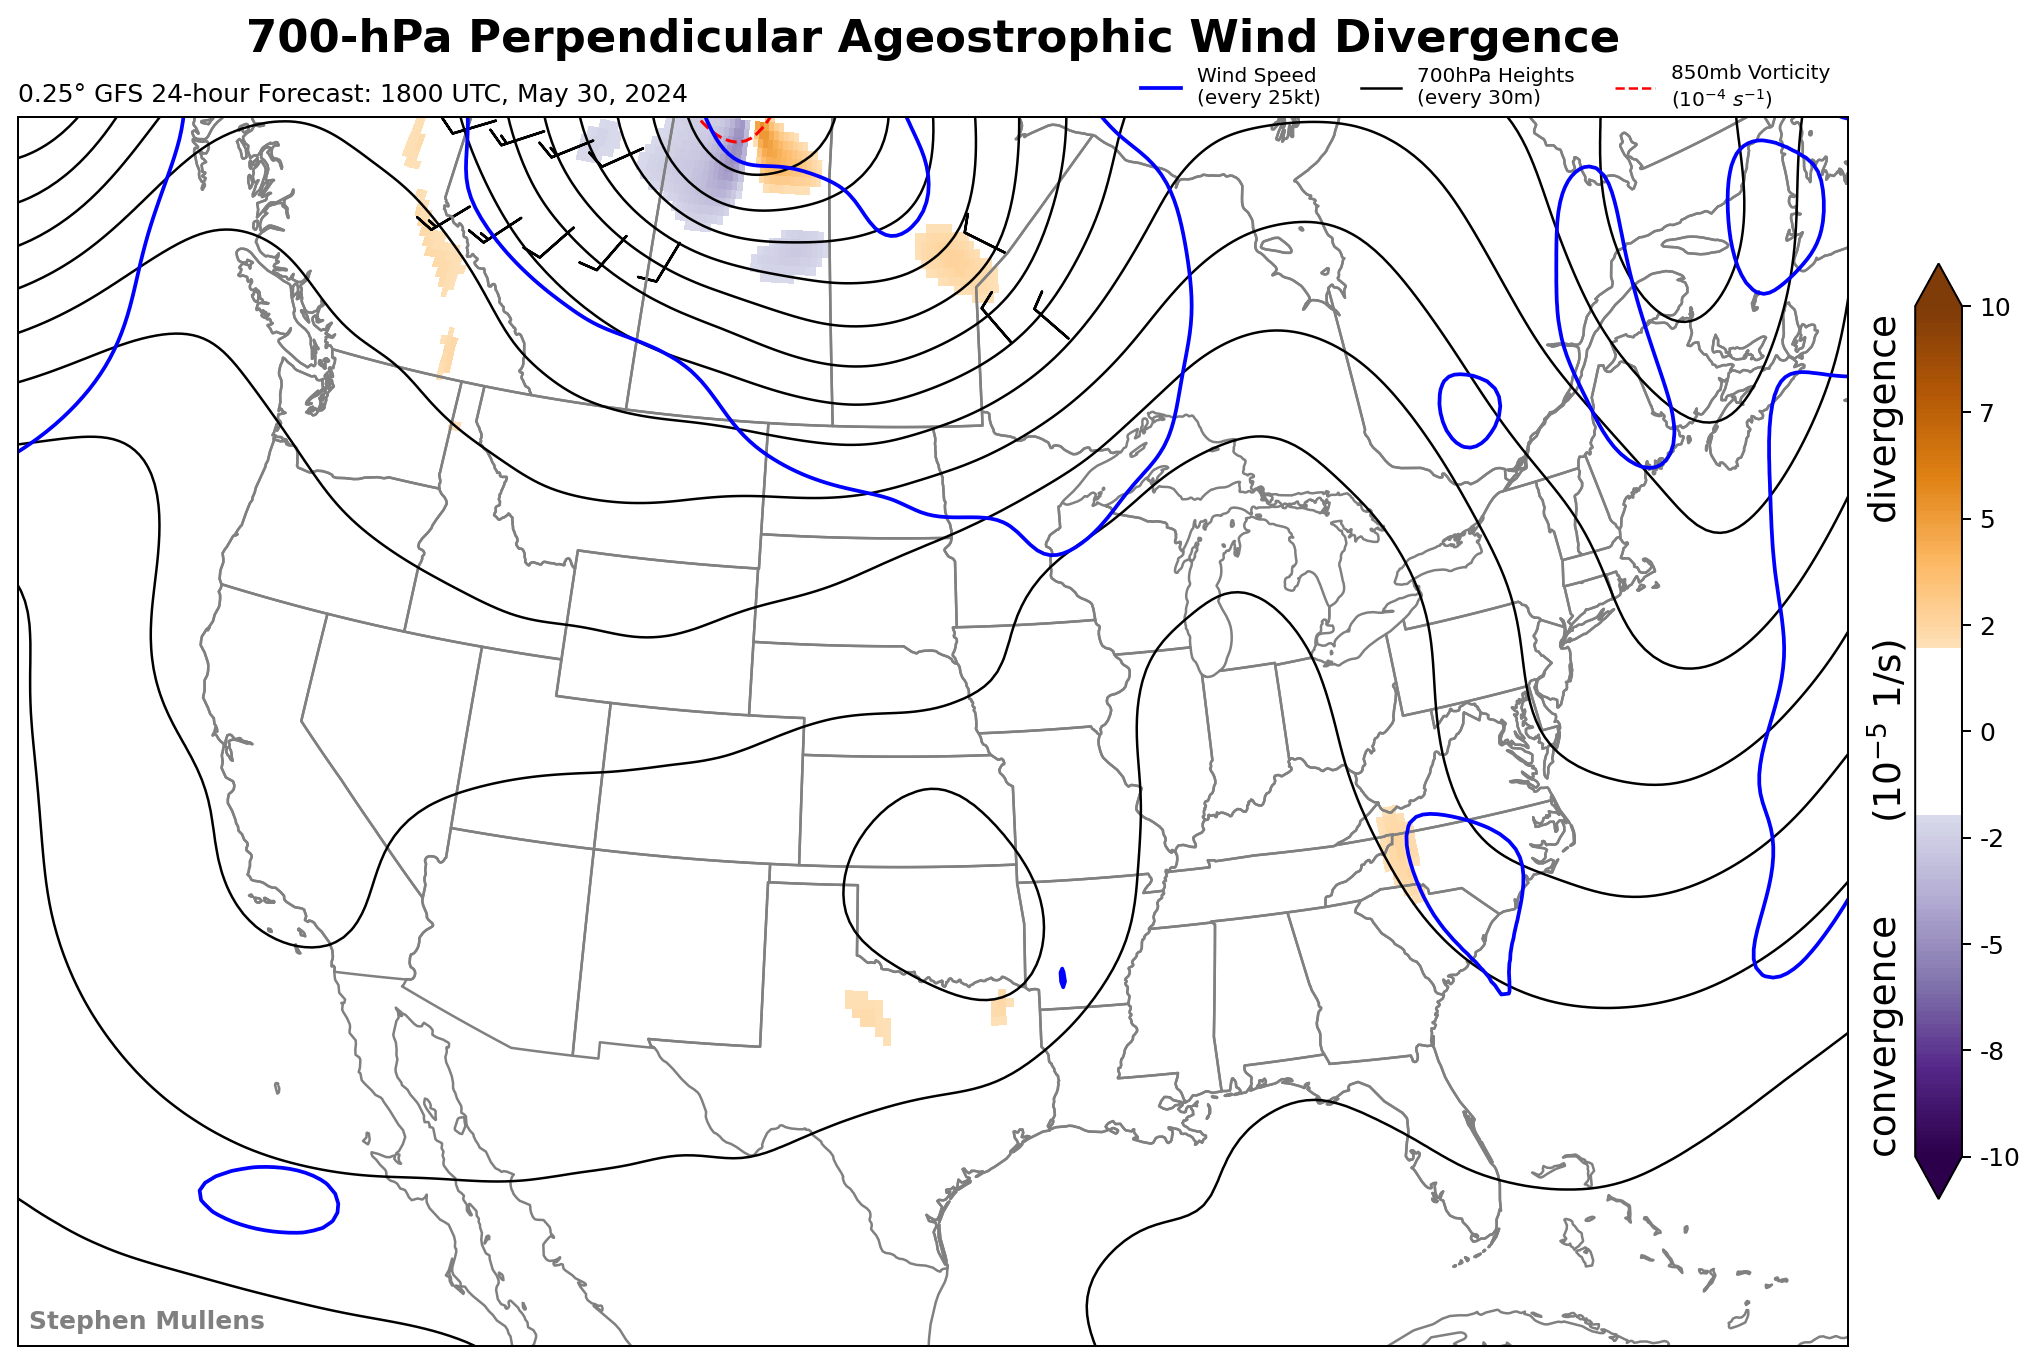 700-hPa Perpendicular Ageostrophic Wind Divergence
0.25° GFS 24-hour Forecast: 1800 UTC, May 30, 2024
Wind Speed
(every 25kt)
700hPa Heights
(every 30m)
850mb Vorticity
(10⁻⁴ s⁻¹)
10
7
5
2
0
-2
-5
-8
-10
convergence (10⁻⁵ 1/s) divergence
Stephen Mullens